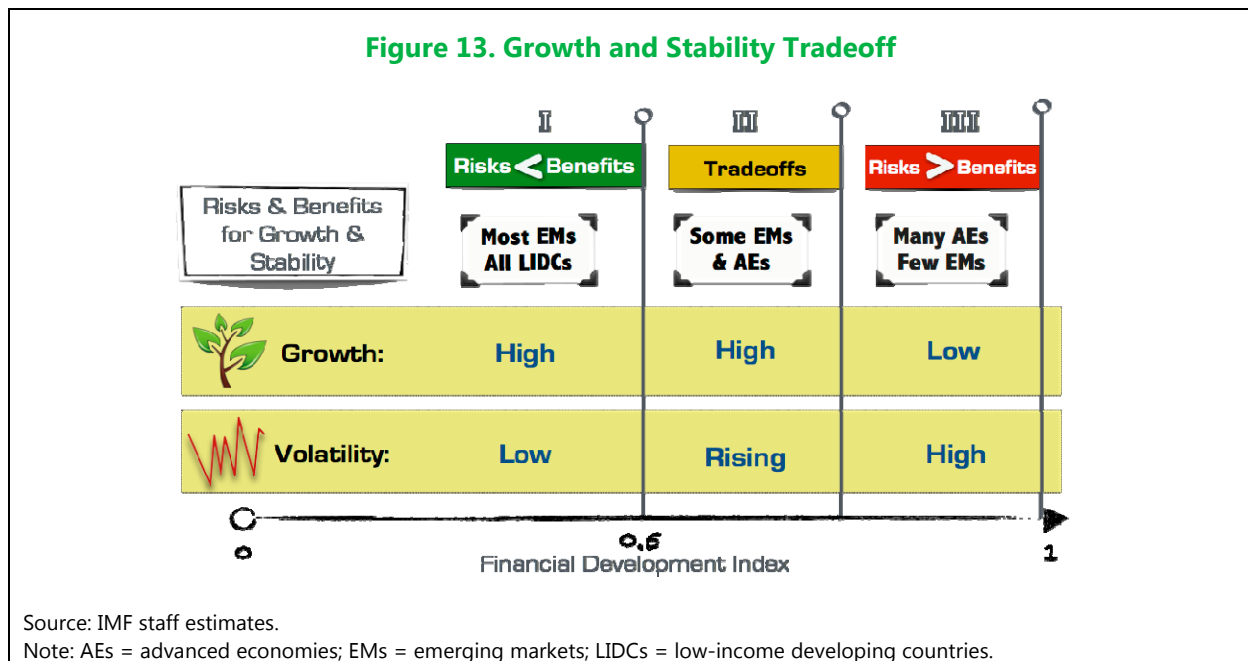 Figure 13. Growth and Stability Tradeoff
I II III
Risks < Benefits
Tradeoffs
Risks > Benefits
Risks & Benefits
for Growth &
Stability
Most EMs
All LIDCs
Some EMs
& AEs
Many AEs
Few EMs
Growth: High High Low
Volatility: Low Rising High
0 0.5 1
Financial Development Index
Source: IMF staff estimates.
Note: AEs = advanced economies; EMs = emerging markets; LIDCs = low-income developing countries.